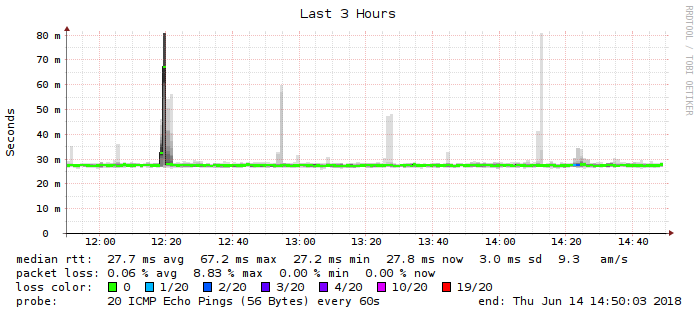 Last 3 Hours
RRDTOOL / TOBI OETIKER
Seconds
80 m
70 m
60 m
50 m
40 m
30 m
20 m
10 m
0
12:00 12:20 12:40 13:00 13:20 13:40 14:00 14:20 14:40
median rtt: 27.7 ms avg 67.2 ms max 27.2 ms min 27.8 ms now 3.0 ms sd 9.3 am/s
packet loss: 0.06 % avg 8.83 % max 0.00 % min 0.00 % now
loss color: 0 1/20 2/20 3/20 4/20 10/20 19/20
probe: 20 ICMP Echo Pings (56 Bytes) every 60s end: Thu Jun 14 14:50:03 2018